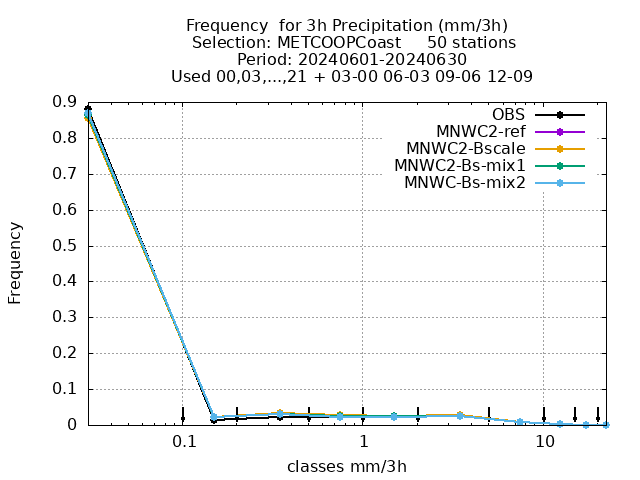 Frequency  for 3h Precipitation (mm/3h)
Selection: METCOOPCoast     50 stations
Period: 20240601-20240630
Used 00,03,...,21 + 03-00 06-03 09-06 12-09
OBS
MNWC2-ref
MNWC2-Bscale
MNWC2-Bs-mix1
MNWC-Bs-mix2
Frequency
0.9
0.8
0.7
0.6
0.5
0.4
0.3
0.2
0.1
0
0.1 1 10
classes mm/3h